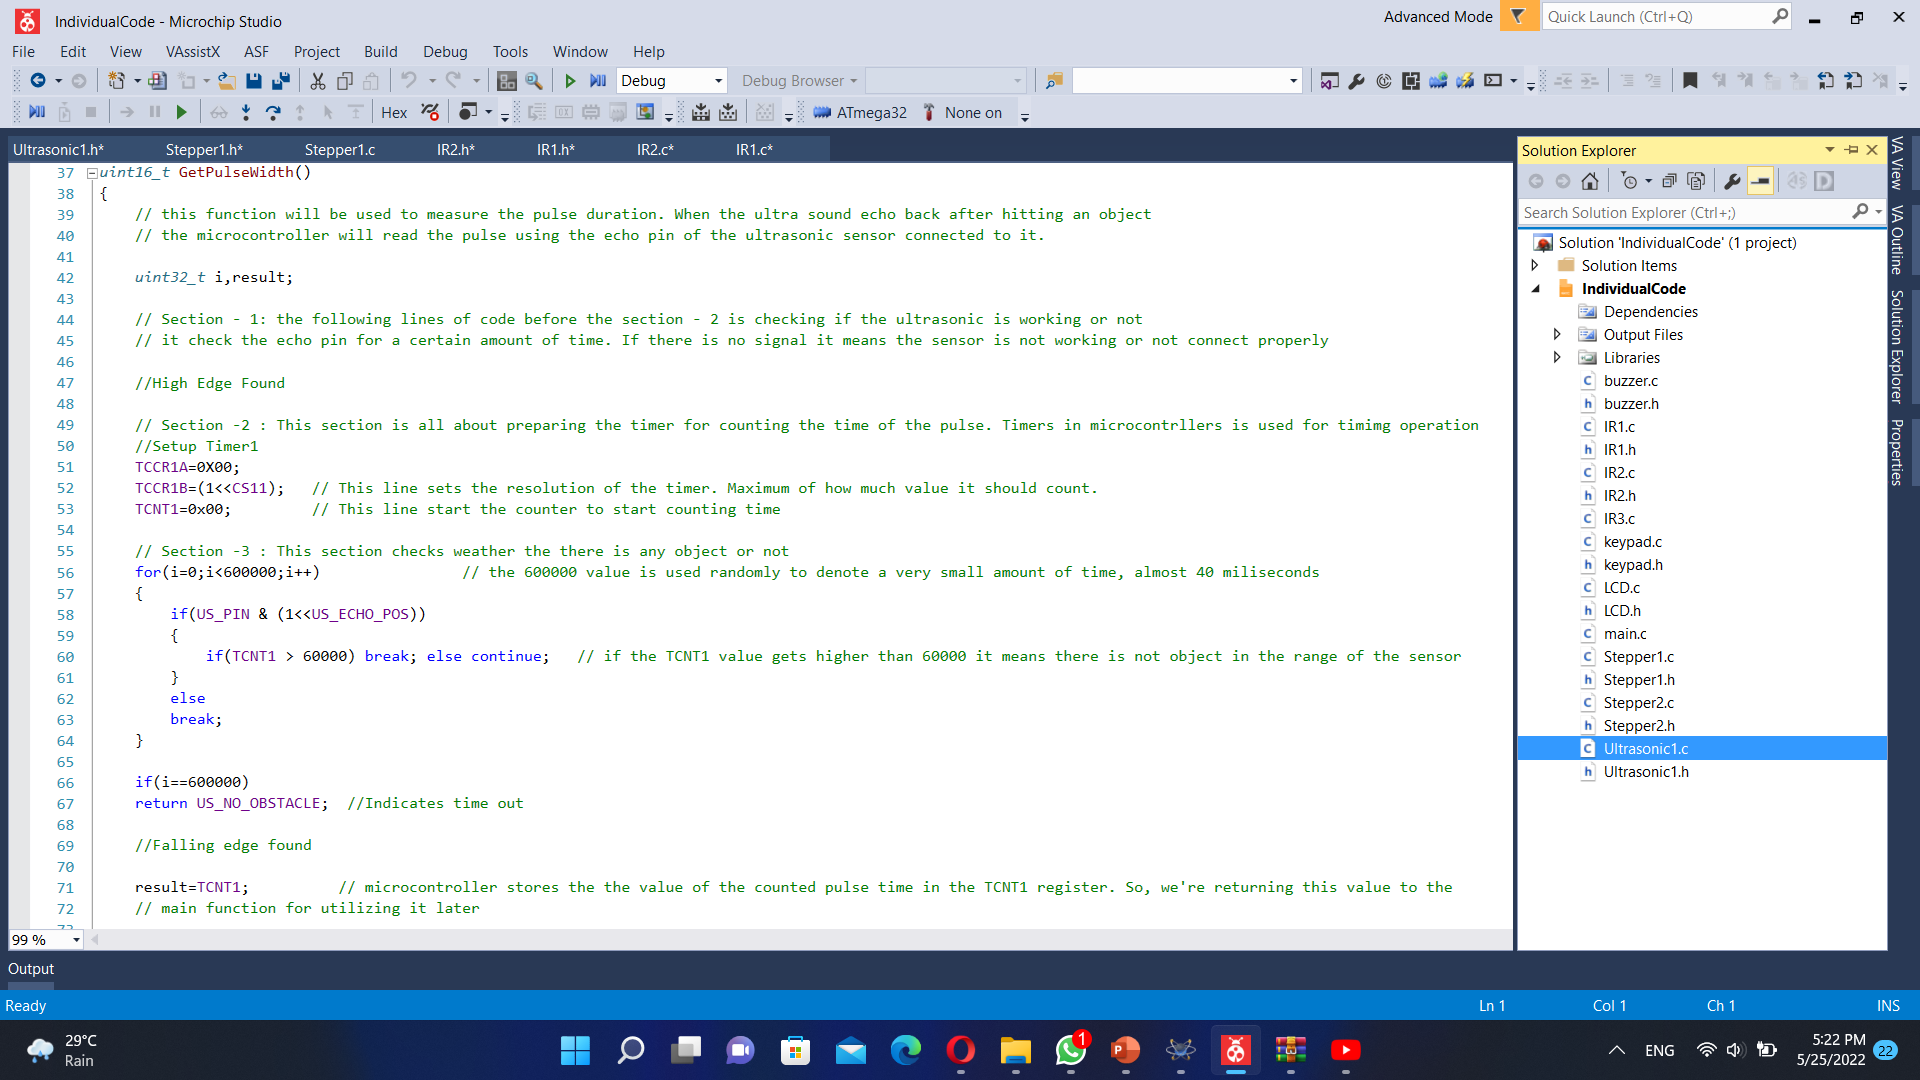 IndividualCode - Microchip Studio
Advanced Mode
Quick Launch (Ctrl+Q)
File Edit View VAssistX ASF Project Build Debug Tools Window Help
Debug
Debug Browser
Hex
ATmega32
None on
Ultrasonic1.h* Stepper1.h* Stepper1.c IR2.h* IR1.h* IR2.c* IR1.c*
37 uint16_t GetPulseWidth()
38 {
39 // this function will be used to measure the pulse duration. When the ultra sound echo back after hitting an object
40 // the microcontroller will read the pulse using the echo pin of the ultrasonic sensor connected to it.
41
42 uint32_t i,result;
43
44 // Section - 1: the following lines of code before the section - 2 is checking if the ultrasonic is working or not
45 // it check the echo pin for a certain amount of time. If there is no signal it means the sensor is not working or not connect properly
46
47 //High Edge Found
48
49 // Section -2 : This section is all about preparing the timer for counting the time of the pulse. Timers in microcontrllers is used for timimg operation
50 //Setup Timer1
51 TCCR1A=0X00;
52 TCCR1B=(1<<CS11); // This line sets the resolution of the timer. Maximum of how much value it should count.
53 TCNT1=0x00; // This line start the counter to start counting time
54
55 // Section -3 : This section checks weather the there is any object or not
56 for(i=0;i<600000;i++) // the 600000 value is used randomly to denote a very small amount of time, almost 40 miliseconds
57 {
58 if(US_PIN & (1<<US_ECHO_POS))
59 {
60 if(TCNT1 > 60000) break; else continue; // if the TCNT1 value gets higher than 60000 it means there is not object in the range of the sensor
61 }
62 else
63 break;
64 }
65
66 if(i==600000)
67 return US_NO_OBSTACLE; //Indicates time out
68
69 //Falling edge found
70
71 result=TCNT1; // microcontroller stores the the value of the counted pulse time in the TCNT1 register. So, we're returning this value to the
72 // main function for utilizing it later
73
99 %
Solution Explorer
Search Solution Explorer (Ctrl+;)
Solution 'IndividualCode' (1 project)
Solution Items
IndividualCode
Dependencies
Output Files
Libraries
buzzer.c
buzzer.h
IR1.c
IR1.h
IR2.c
IR2.h
IR3.c
keypad.c
keypad.h
LCD.c
LCD.h
main.c
Stepper1.c
Stepper1.h
Stepper2.c
Stepper2.h
Ultrasonic1.c
Ultrasonic1.h
VA View
VA Outline
Solution Explorer
Properties
Output
Ready
Ln 1
Col 1
Ch 1
INS
29°C
Rain
1
ENG
5:22 PM
5/25/2022
22